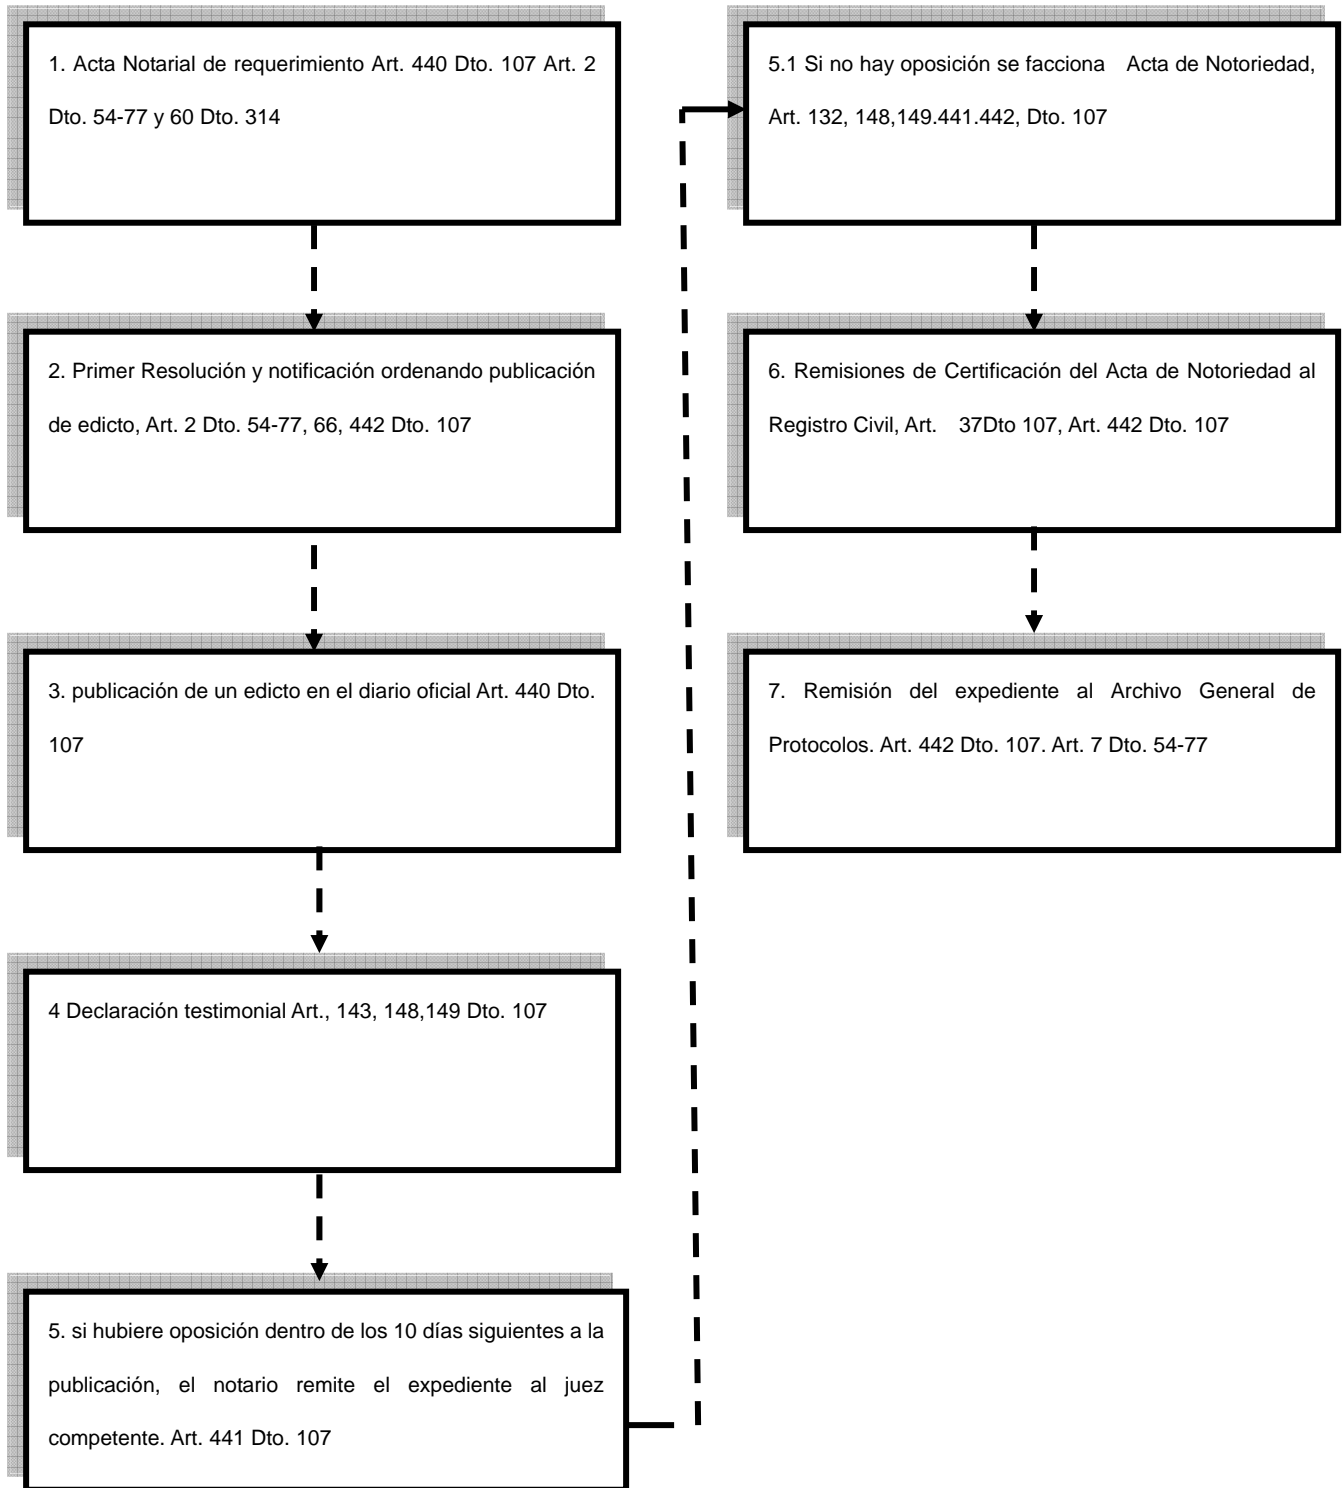 1. Acta Notarial de requerimiento Art. 440 Dto. 107 Art. 2
Dto. 54-77 y 60 Dto. 314
2. Primer Resolución y notificación ordenando publicación
de edicto, Art. 2 Dto. 54-77, 66, 442 Dto. 107
3. publicación de un edicto en el diario oficial Art. 440 Dto.
107
4 Declaración testimonial Art., 143, 148,149 Dto. 107
5. si hubiere oposición dentro de los 10 días siguientes a la
publicación, el notario remite el expediente al juez
competente. Art. 441 Dto. 107
5.1 Si no hay oposición se facciona Acta de Notoriedad,
Art. 132, 148,149.441.442, Dto. 107
6. Remisiones de Certificación del Acta de Notoriedad al
Registro Civil, Art. 37Dto 107, Art. 442 Dto. 107
7. Remisión del expediente al Archivo General de
Protocolos. Art. 442 Dto. 107. Art. 7 Dto. 54-77